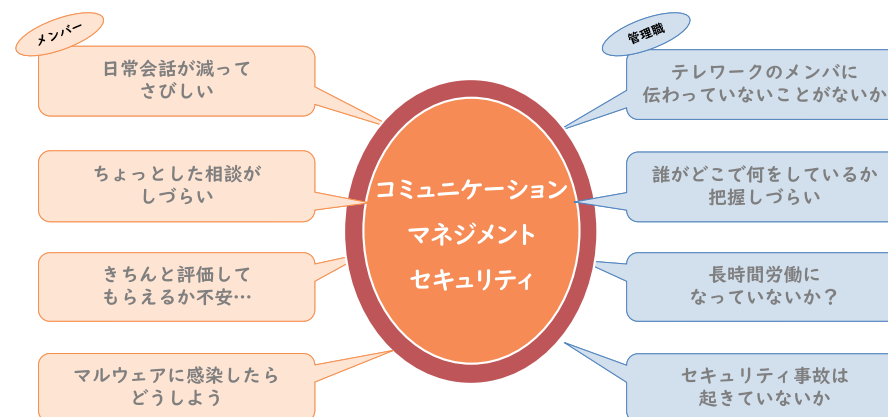 メンバー
日常会話が減って
さびしい
ちょっとした相談が
しづらい
きちんと評価して
もらえるか不安…
マルウェアに感染したら
どうしよう
コミュニケーション
マネジメント
セキュリティ
管理職
テレワークのメンバに
伝わっていないことがないか
誰がどこで何をしているか
把握しづらい
長時間労働に
なっていないか？
セキュリティ事故は
起きていないか